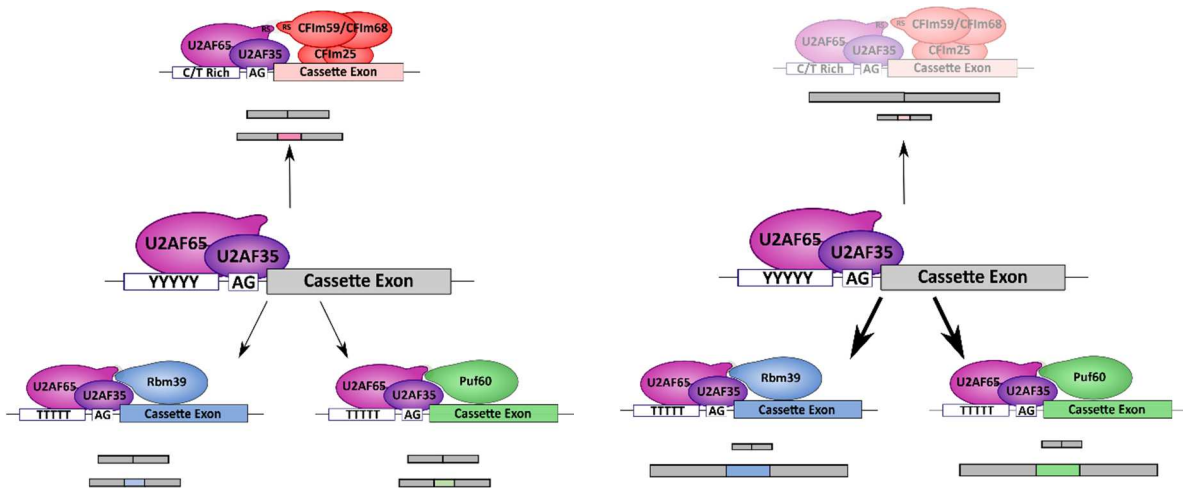 RS RS CFIm59/CFIm68
U2AF65
U2AF35 CFIm25
C/T Rich AG Cassette Exon
U2AF65
U2AF35
YYYYY AG Cassette Exon
U2AF65 Rbm39
U2AF35
TTTTT AG Cassette Exon
U2AF65 Puf60
U2AF35
TTTTT AG Cassette Exon
RS RS CFIm59/CFIm68
U2AF65
U2AF35 CFIm25
C/T Rich AG Cassette Exon
U2AF65
U2AF35
YYYYY AG Cassette Exon
U2AF65 Rbm39
U2AF35
TTTTT AG Cassette Exon
U2AF65 Puf60
U2AF35
TTTTT AG Cassette Exon